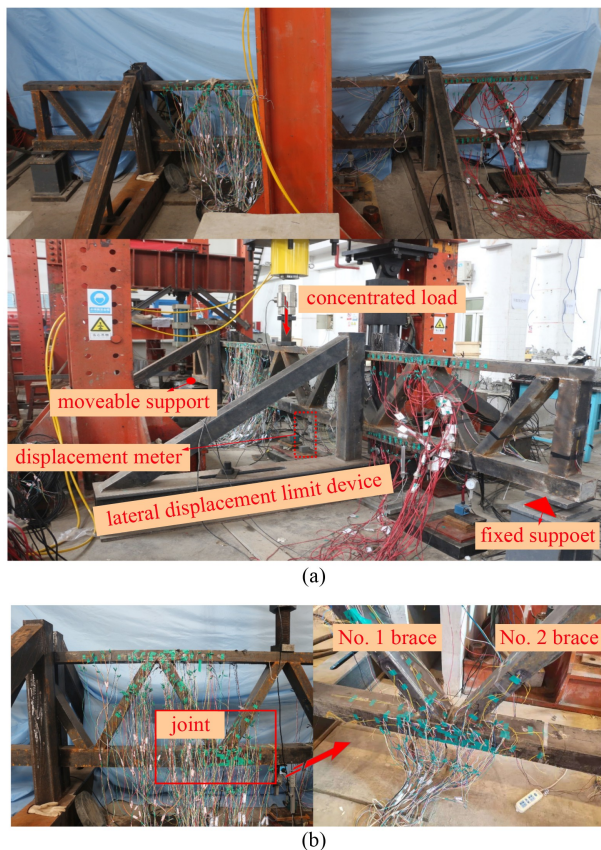 concentrated load
moveable support
displacement meter
lateral displacement limit device
fixed suppoet
(a)
No. 1 brace
No. 2 brace
joint
(b)